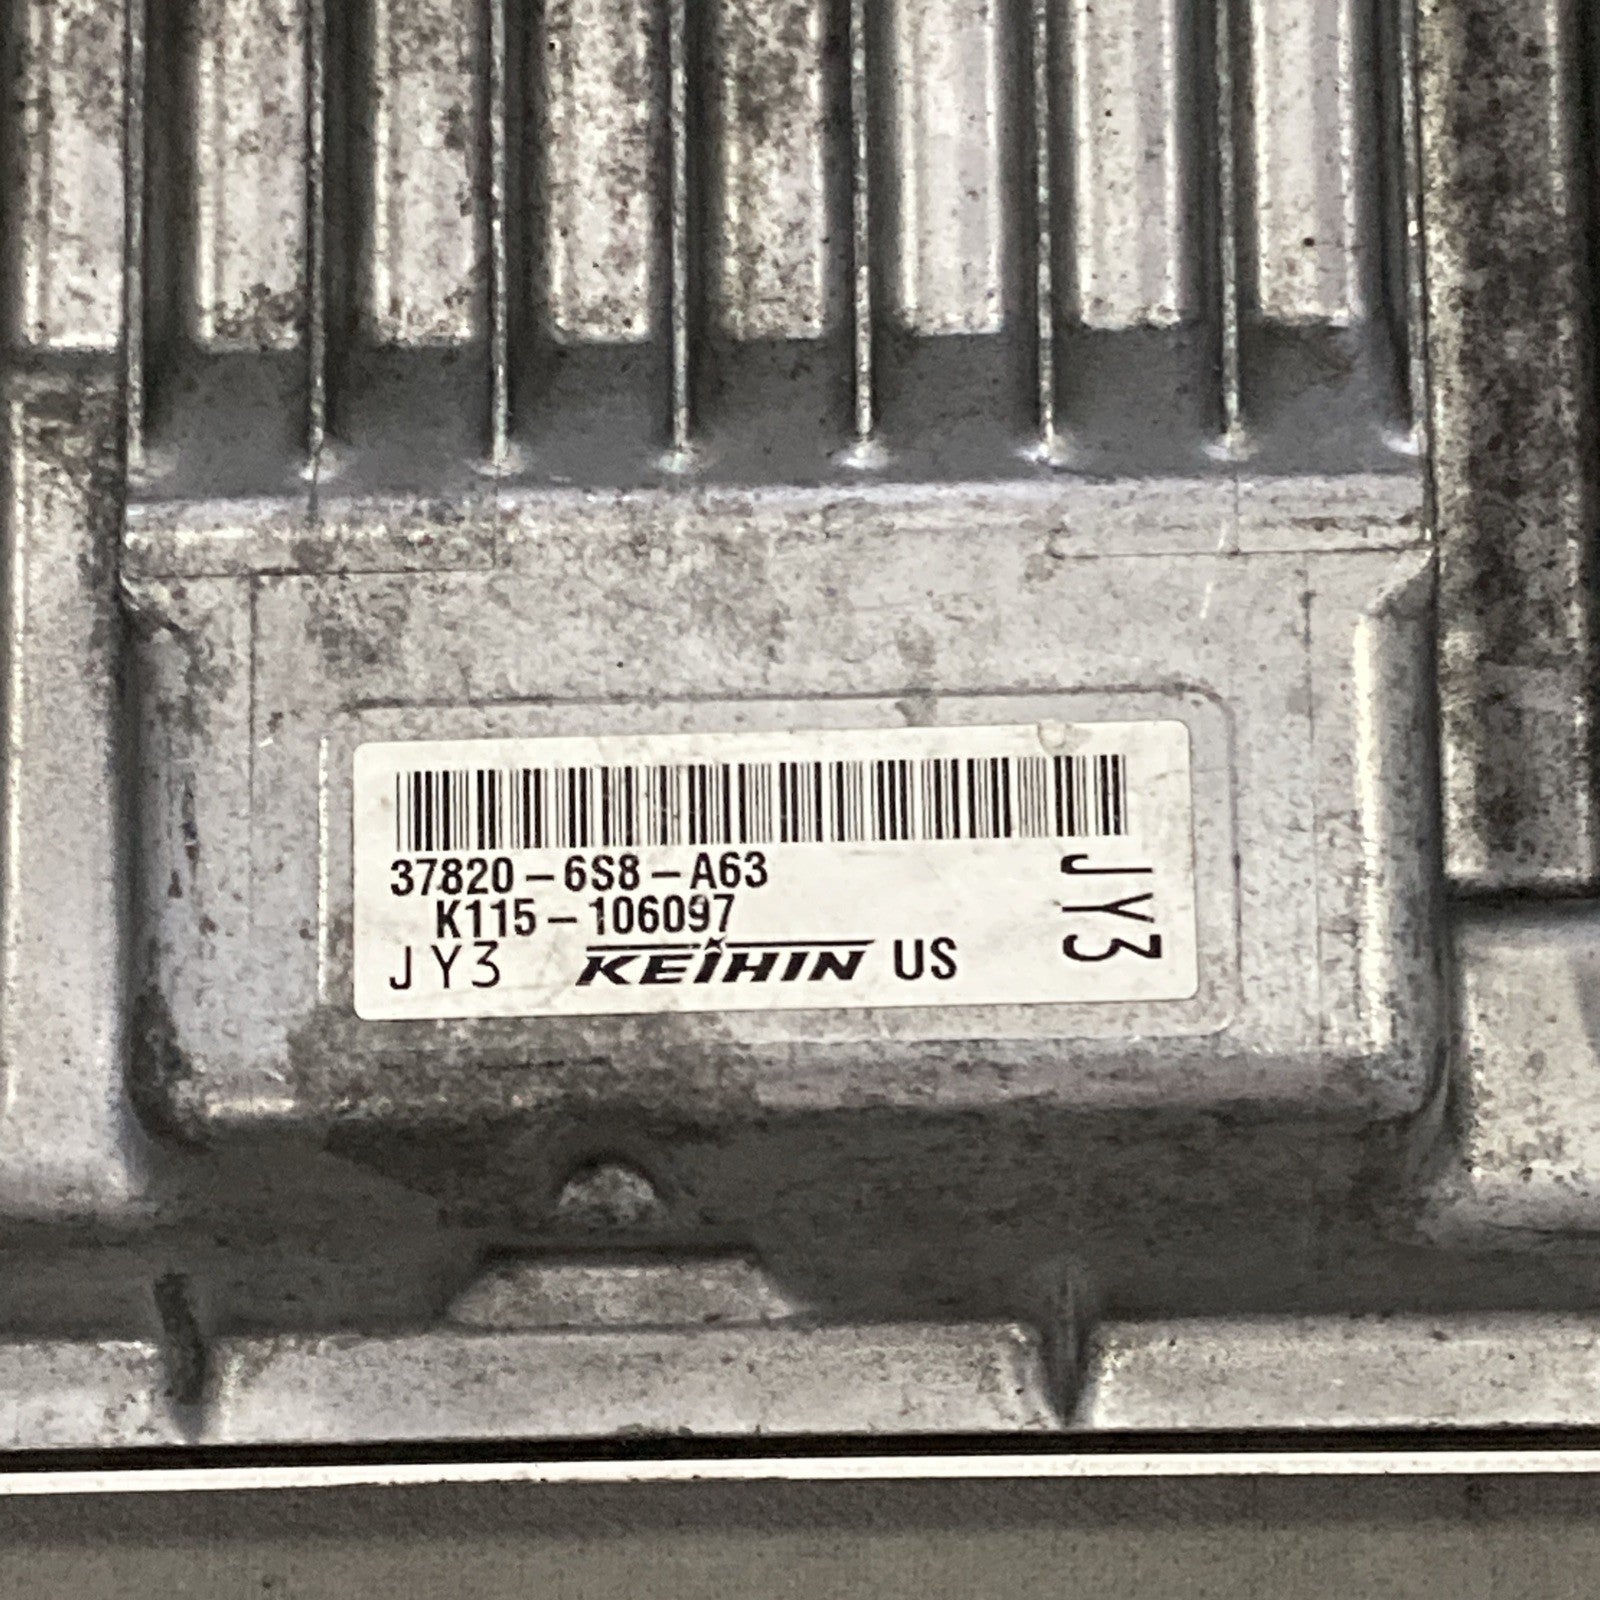 37820-6S8-A63
K115-106097
JY3 KEIHIN US
JY3